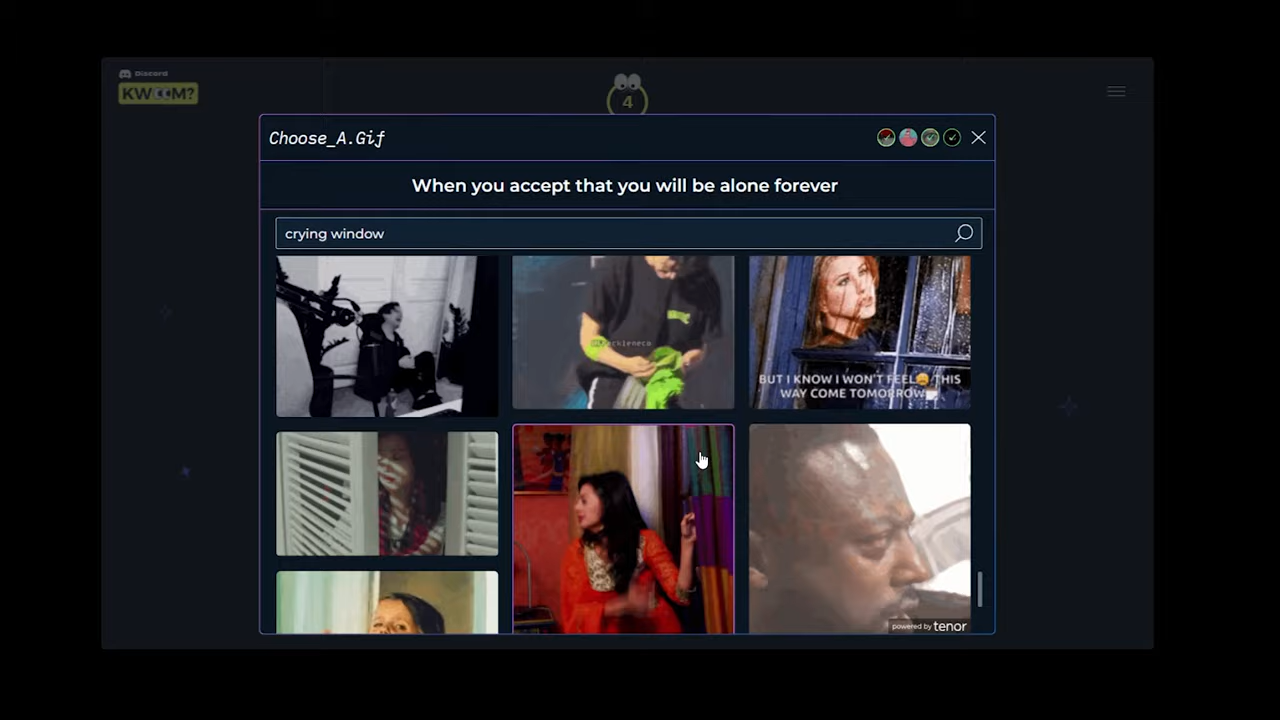 Discord
KWOOM?
4
Choose_A.Gif
When you accept that you will be alone forever
crying window
BUT I KNOW I WON'T FEEL THIS
WAY COME TOMORROW
powered by tenor